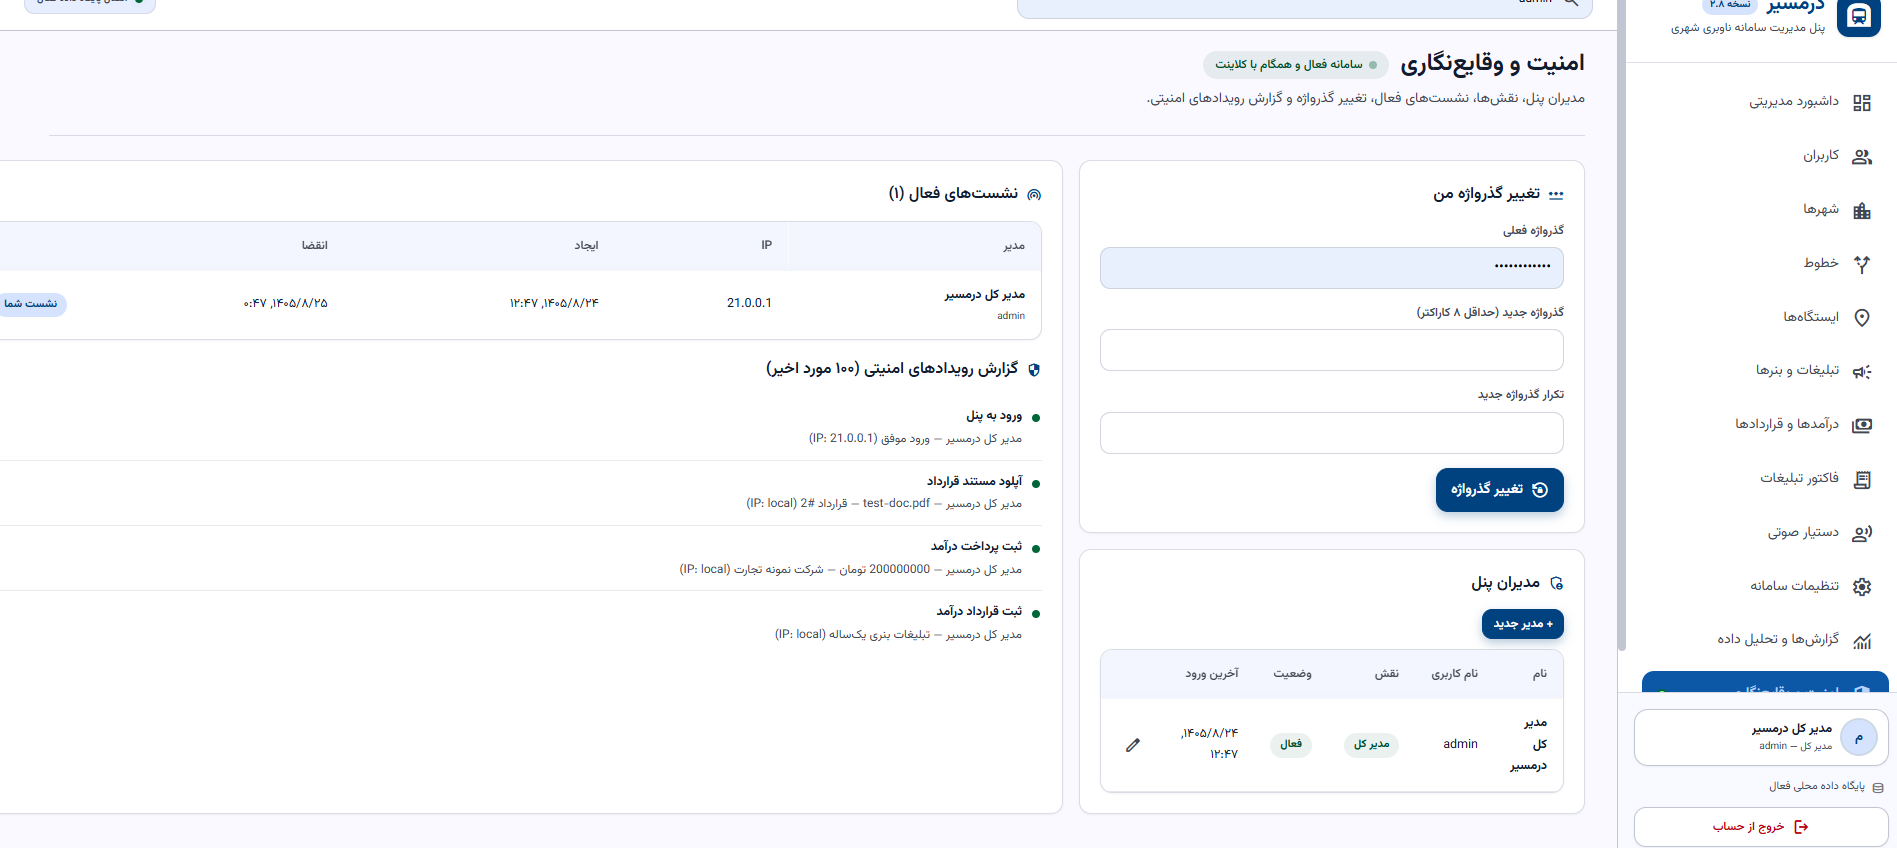 درمسیر
نسخه ۲.۸
پنل مدیریت سامانه ناوبری شهری
داشبورد مدیریتی
کاربران
شهرها
خطوط
ایستگاه‌ها
تبلیغات و بنرها
درآمدها و قراردادها
فاکتور تبلیغات
دستیار صوتی
تنظیمات سامانه
گزارش‌ها و تحلیل داده
م
مدیر کل درمسیر
مدیر کل — admin
پایگاه داده محلی فعال
خروج از حساب
admin
امنیت و وقایع‌نگاری
سامانه فعال و همگام با کلاینت
مدیران پنل، نقش‌ها، نشست‌های فعال، تغییر گذرواژه و گزارش رویدادهای امنیتی.
تغییر گذرواژه من
گذرواژه فعلی
••••••••••••
گذرواژه جدید (حداقل ۸ کاراکتر)
تکرار گذرواژه جدید
تغییر گذرواژه
مدیران پنل
+ مدیر جدید
نام نام کاربری نقش وضعیت آخرین ورود
مدیر کل درمسیر admin مدیر کل فعال ۱۴۰۵/۸/۲۴, ۱۲:۴۷
نشست‌های فعال (۱)
مدیر IP ایجاد انقضا
مدیر کل درمسیر 21.0.0.1 ۱۴۰۵/۸/۲۴, ۱۲:۴۷ ۱۴۰۵/۸/۲۵, ۰:۴۷ نشست شما
admin
گزارش رویدادهای امنیتی (۱۰۰ مورد اخیر)
ورود به پنل
مدیر کل درمسیر — ورود موفق (IP: 21.0.0.1)
آپلود مستند قرارداد
مدیر کل درمسیر — test-doc.pdf — قرارداد #2 (IP: local)
ثبت پرداخت درآمد
مدیر کل درمسیر — 200000000 تومان — شرکت نمونه تجارت (IP: local)
ثبت قرارداد درآمد
مدیر کل درمسیر — تبلیغات بنری یک‌ساله (IP: local)